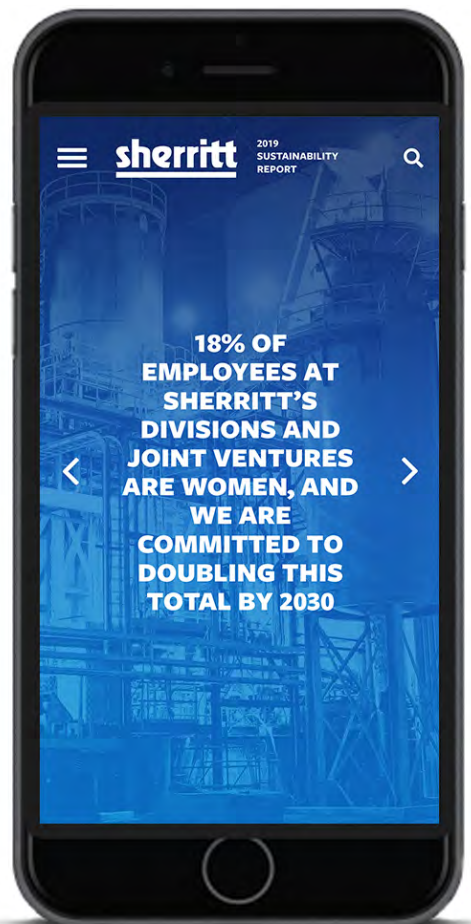 sherritt
2019
SUSTAINABILITY
REPORT
18% OF
EMPLOYEES AT
SHERRITT’S
DIVISIONS AND
JOINT VENTURES
ARE WOMEN, AND
WE ARE
COMMITTED TO
DOUBLING THIS
TOTAL BY 2030